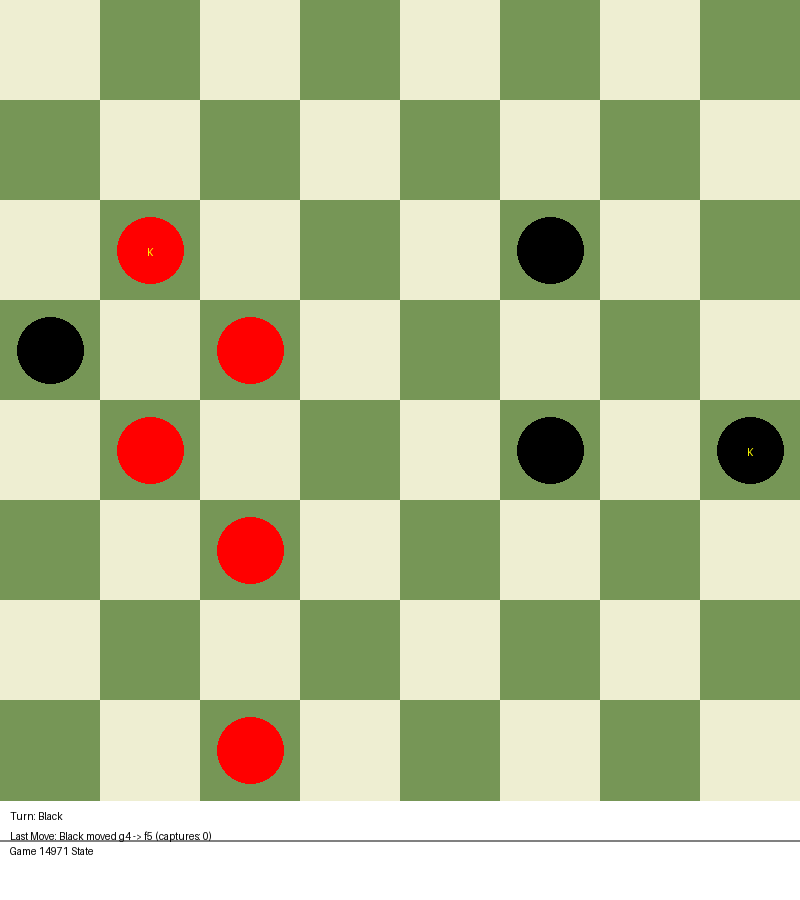 K
K
Turn: Black
Last Move: Black moved g4 -> f5 (captures: 0)
Game 14971 State